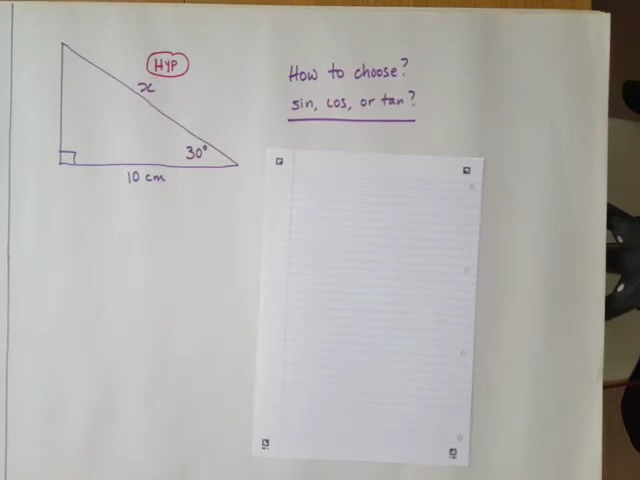 HYP
x
30°
10 cm
How to choose?
sin, cos, or tan?